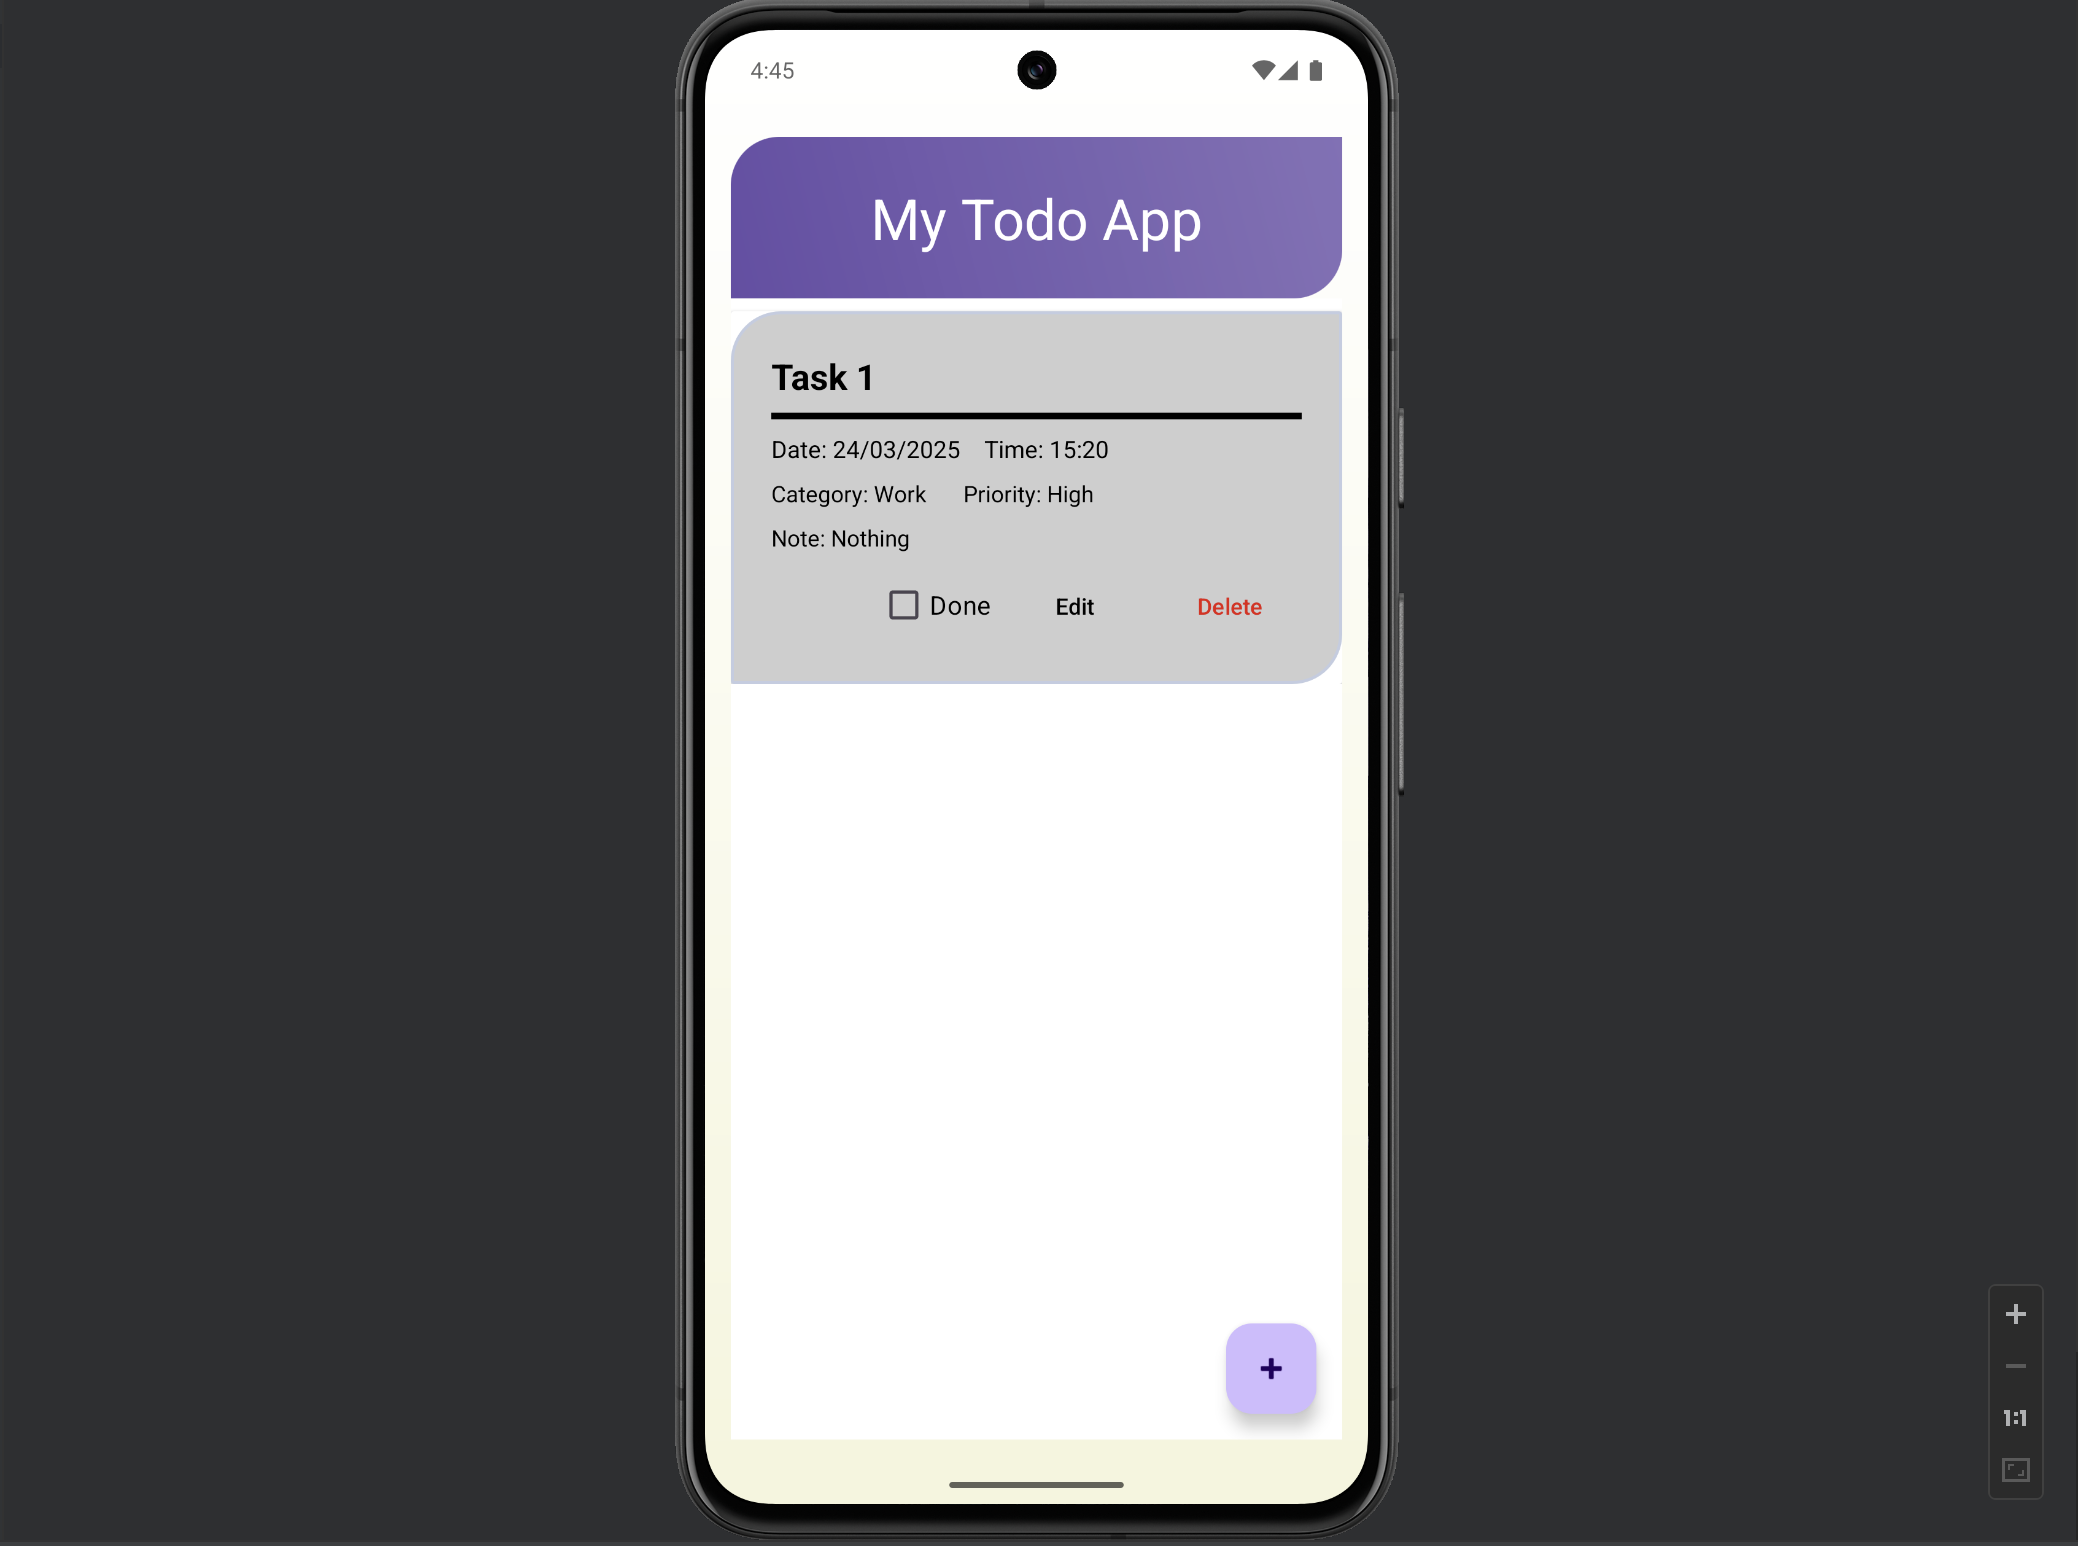 4:45
My Todo App
Task 1
Date: 24/03/2025 Time: 15:20
Category: Work Priority: High
Note: Nothing
Done Edit Delete
+
+
−
1:1